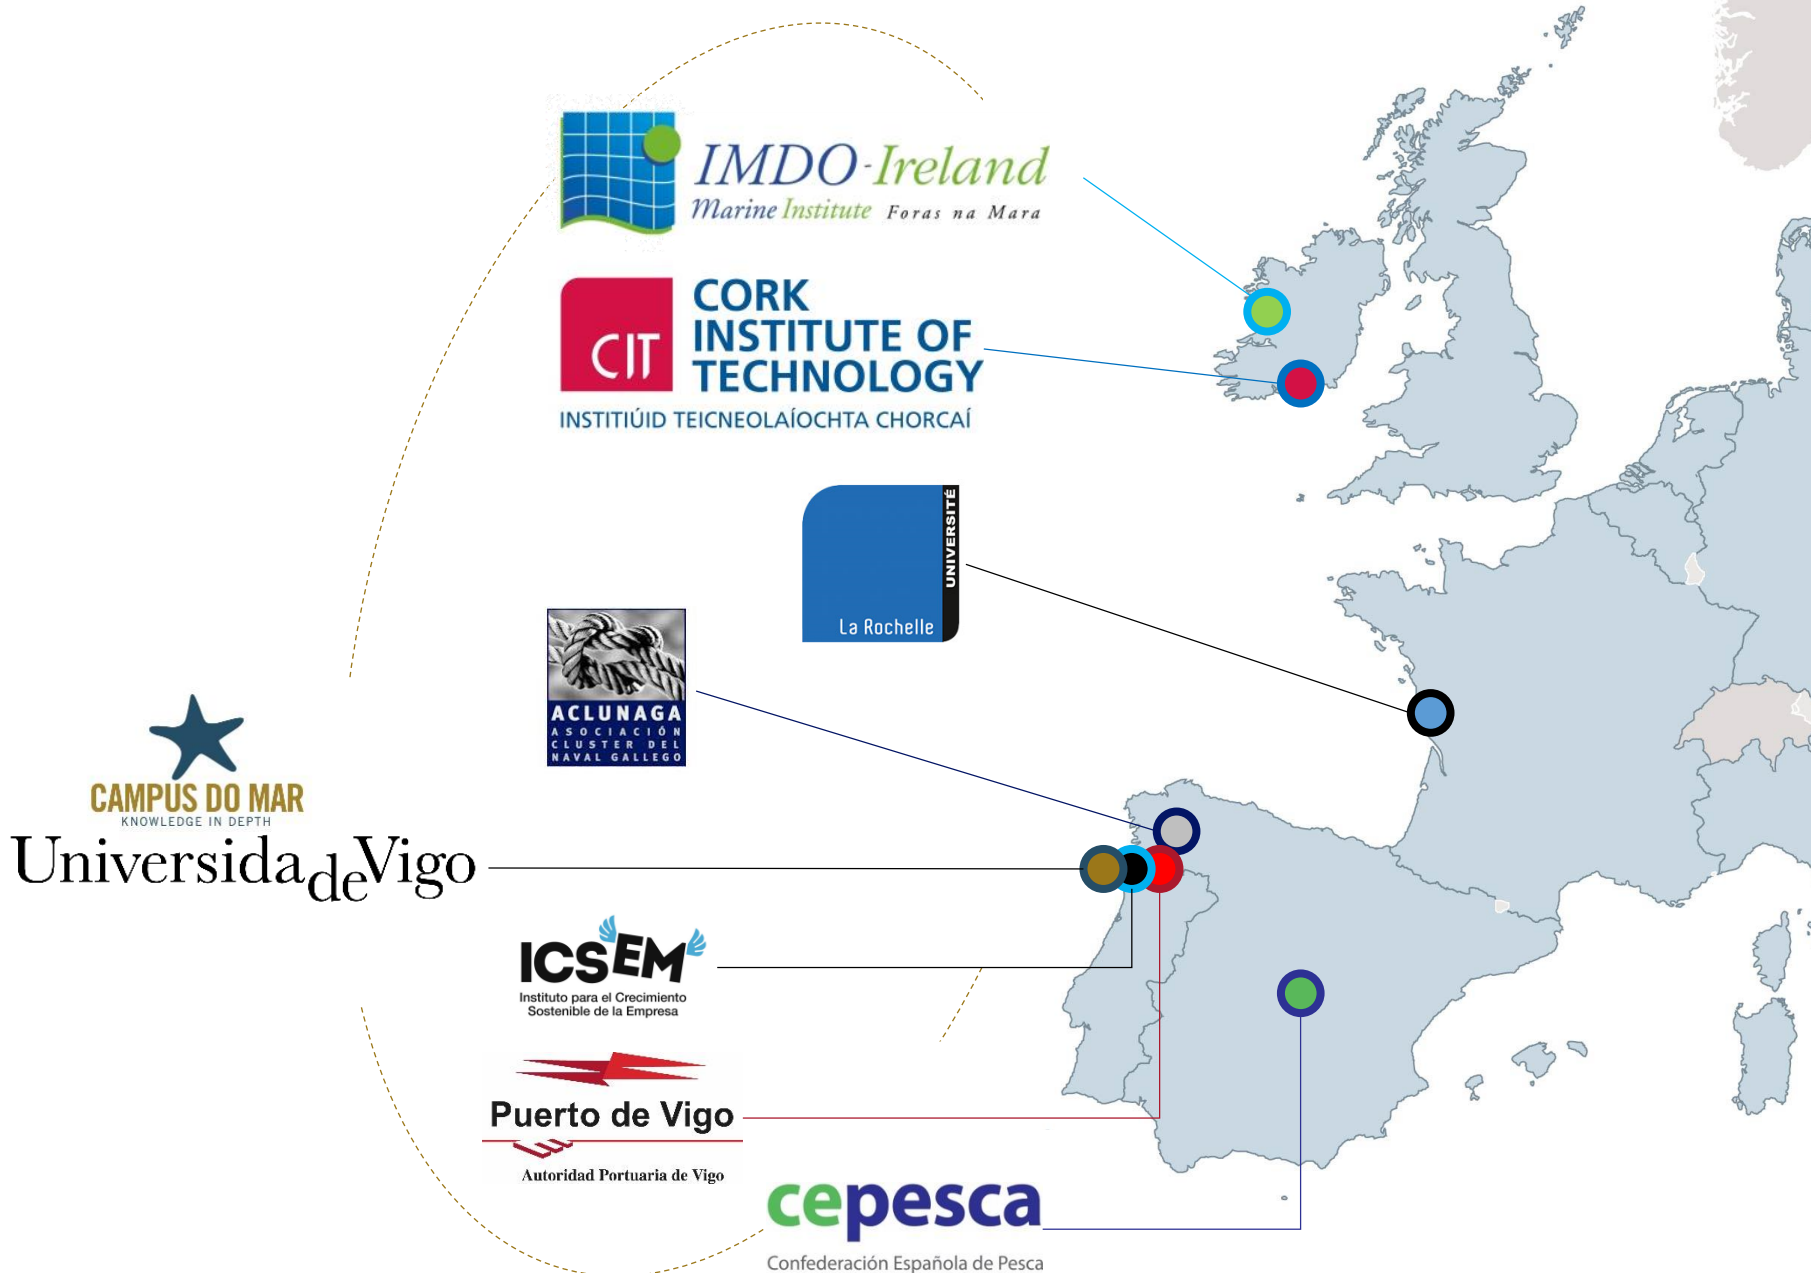 IMDO-Ireland
Marine Institute Foras na Mara
CIT
CORK
INSTITUTE OF
TECHNOLOGY
INSTITIÚID TEICNEOLAÍOCHTA CHORCAÍ
UNIVERSITÉ
La Rochelle
ACLUNAGA
ASOCIACIÓN
CLUSTER DEL
NAVAL GALLEGO
CAMPUS DO MAR
KNOWLEDGE IN DEPTH
UniversidadeVigo
ICSEM
Instituto para el Crecimiento
Sostenible de la Empresa
Puerto de Vigo
Autoridad Portuaria de Vigo
cepesca
Confederación Española de Pesca